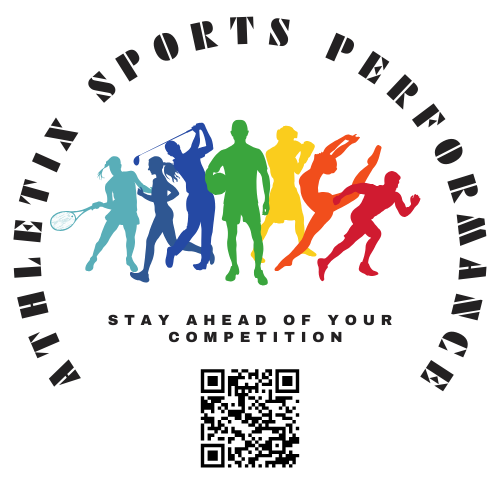 ATHLETIX SPORTS PERFORMANCE
STAY AHEAD OF YOUR
COMPETITION